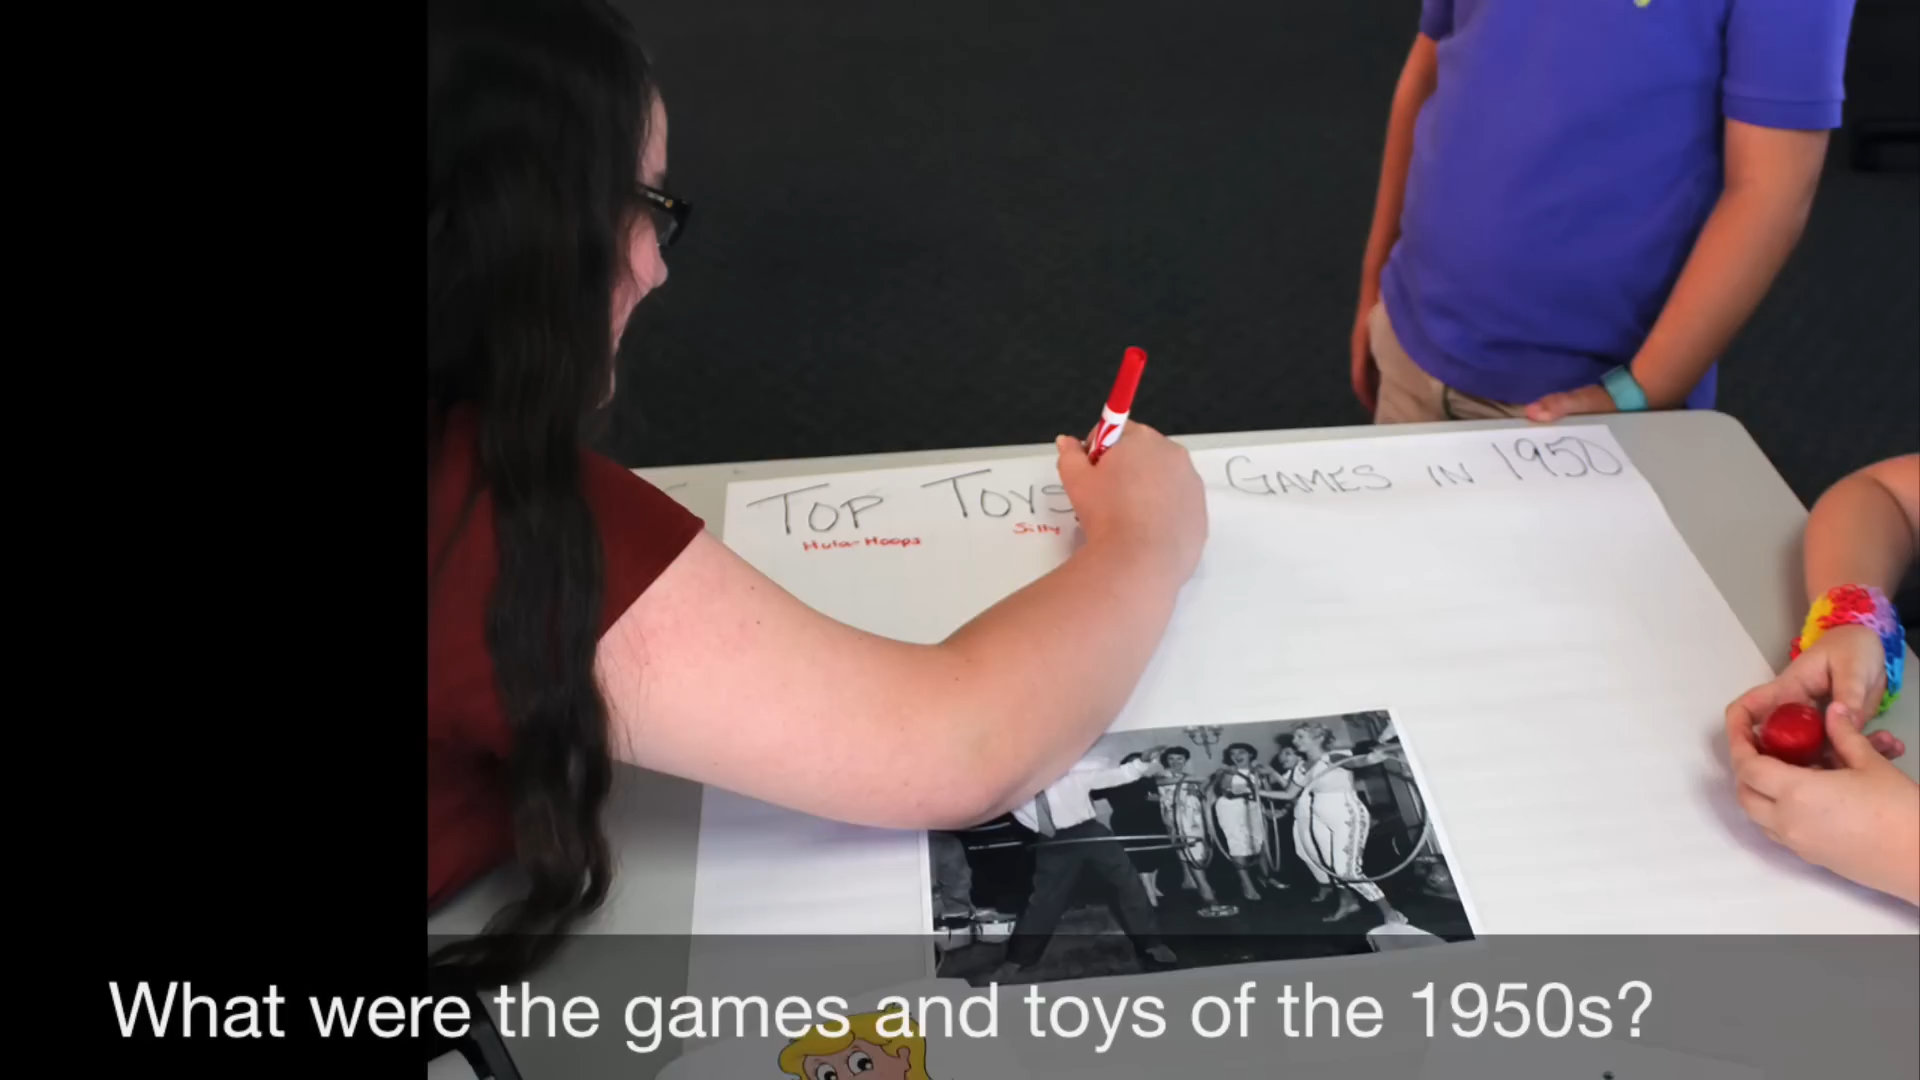 TOP TOYS GAMES IN 1950
Hula-Hoops Silly
What were the games and toys of the 1950s?